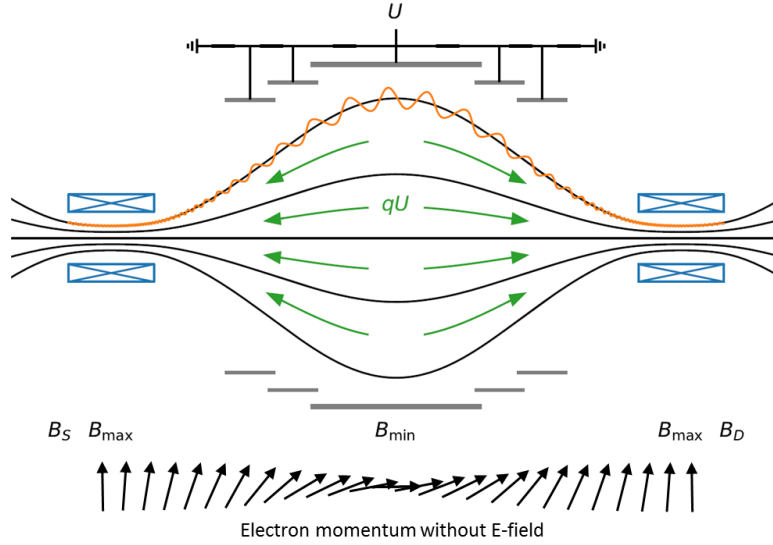 U
qU
B_S B_max B_min B_max B_D
Electron momentum without E-field